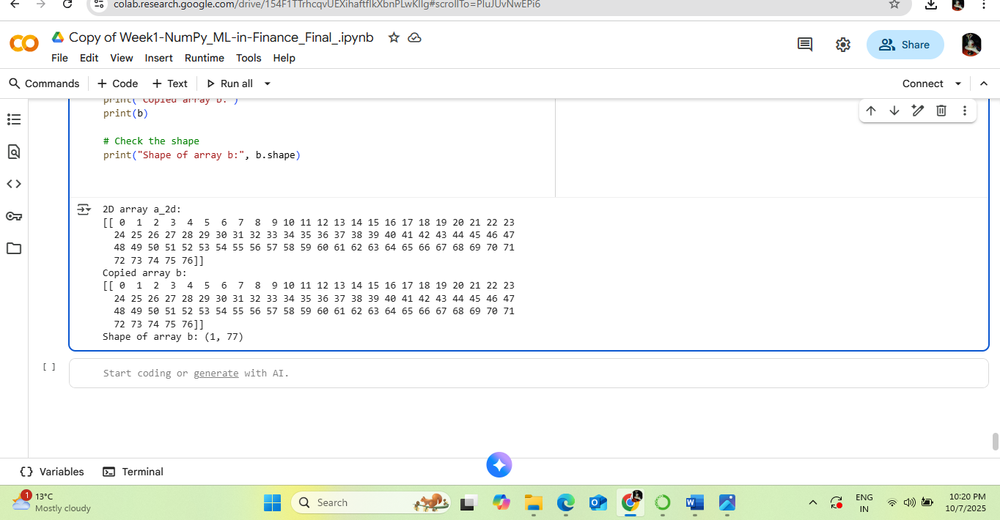 colab.research.google.com/drive/154F1TTrhcqvUEXihaftflkXbnPLwKllg#scrollTo=PluJUvNwEPi6
Copy of Week1-NumPy_ML-in-Finance_Final_.ipynb
File Edit View Insert Runtime Tools Help
Share
Commands + Code + Text Run all
Connect
print("Copied array b:")
print(b)
# Check the shape
print("Shape of array b:", b.shape)
2D array a_2d:
[[ 0 1 2 3 4 5 6 7 8 9 10 11 12 13 14 15 16 17 18 19 20 21 22 23
24 25 26 27 28 29 30 31 32 33 34 35 36 37 38 39 40 41 42 43 44 45 46 47
48 49 50 51 52 53 54 55 56 57 58 59 60 61 62 63 64 65 66 67 68 69 70 71
72 73 74 75 76]]
Copied array b:
[[ 0 1 2 3 4 5 6 7 8 9 10 11 12 13 14 15 16 17 18 19 20 21 22 23
24 25 26 27 28 29 30 31 32 33 34 35 36 37 38 39 40 41 42 43 44 45 46 47
48 49 50 51 52 53 54 55 56 57 58 59 60 61 62 63 64 65 66 67 68 69 70 71
72 73 74 75 76]]
Shape of array b: (1, 77)
[ ] Start coding or generate with AI.
{} Variables Terminal
1
13°C
Mostly cloudy
Search
ENG
IN
10:20 PM
10/7/2025